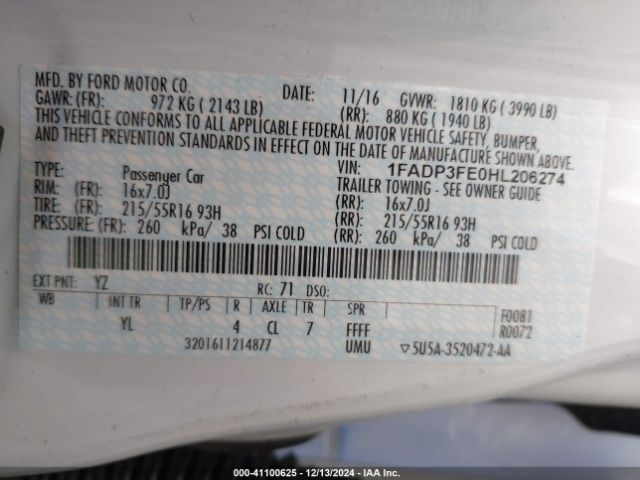 MFD. BY FORD MOTOR CO.
DATE: 11/16 GVWR: 1810 KG ( 3990 LB)
GAWR: (FR): 972 KG ( 2143 LB) (RR): 880 KG ( 1940 LB)
THIS VEHICLE CONFORMS TO ALL APPLICABLE FEDERAL MOTOR VEHICLE SAFETY, BUMPER,
AND THEFT PREVENTION STANDARDS IN EFFECT ON THE DATE OF MANUFACTURE SHOWN ABOVE.
VIN: 1FADP3FE0HL206274
TYPE: Passenger Car TRAILER TOWING - SEE OWNER GUIDE
RIM: (FR): 16x7.0J (RR): 16x7.0J
TIRE: (FR): 215/55R16 93H (RR): 215/55R16 93H
PRESSURE: (FR): 260 kPa/ 38 PSI COLD (RR): 260 kPa/ 38 PSI COLD
EXT PNT: YZ RC: 71 DSO:
WB INT TR TP/PS R AXLE TR SPR F0081
YL 4 CL 7 FFFF R0072
3201611214877 UMU ▽5U5A-3520472-AA
000-41100625 - 12/13/2024 - IAA Inc.